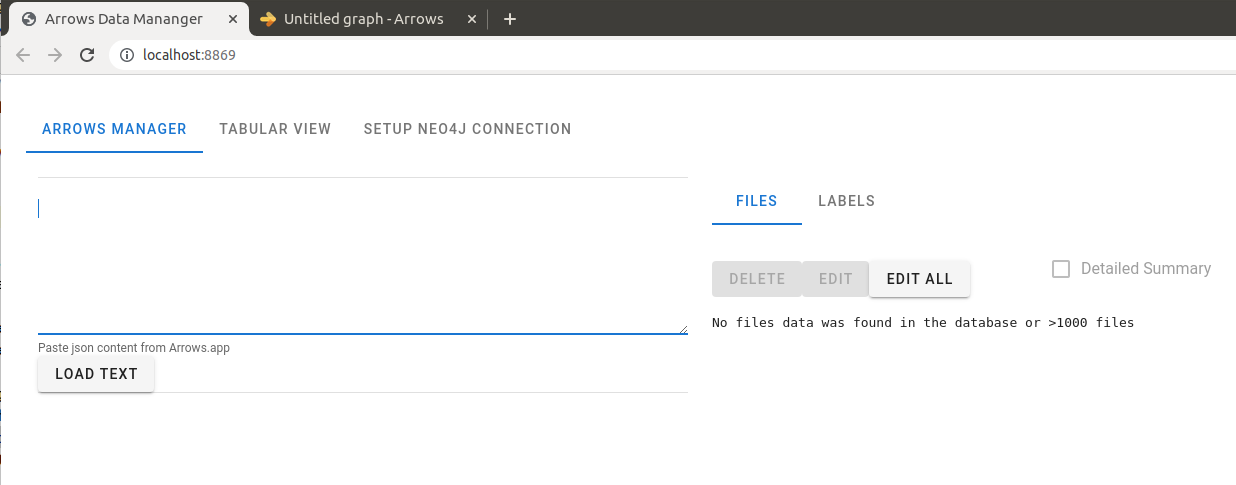 Arrows Data Mananger
Untitled graph - Arrows
localhost:8869
ARROWS MANAGER
TABULAR VIEW
SETUP NEO4J CONNECTION
Paste json content from Arrows.app
LOAD TEXT
FILES
LABELS
DELETE
EDIT
EDIT ALL
Detailed Summary
No files data was found in the database or >1000 files